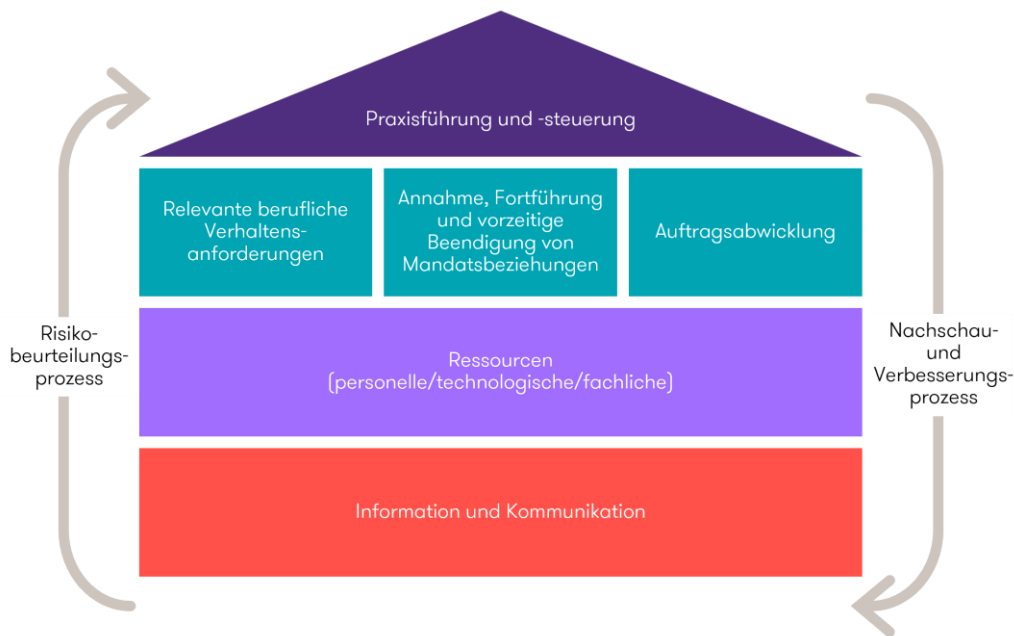 Praxisführung und -steuerung
Relevante berufliche
Verhaltens-
anforderungen
Annahme, Fortführung
und vorzeitige
Beendigung von
Mandatsbeziehungen
Auftragsabwicklung
Risiko-
beurteilungs-
prozess
Ressourcen
(personelle/technologische/fachliche)
Nachschau-
und
Verbesserungs-
prozess
Information und Kommunikation